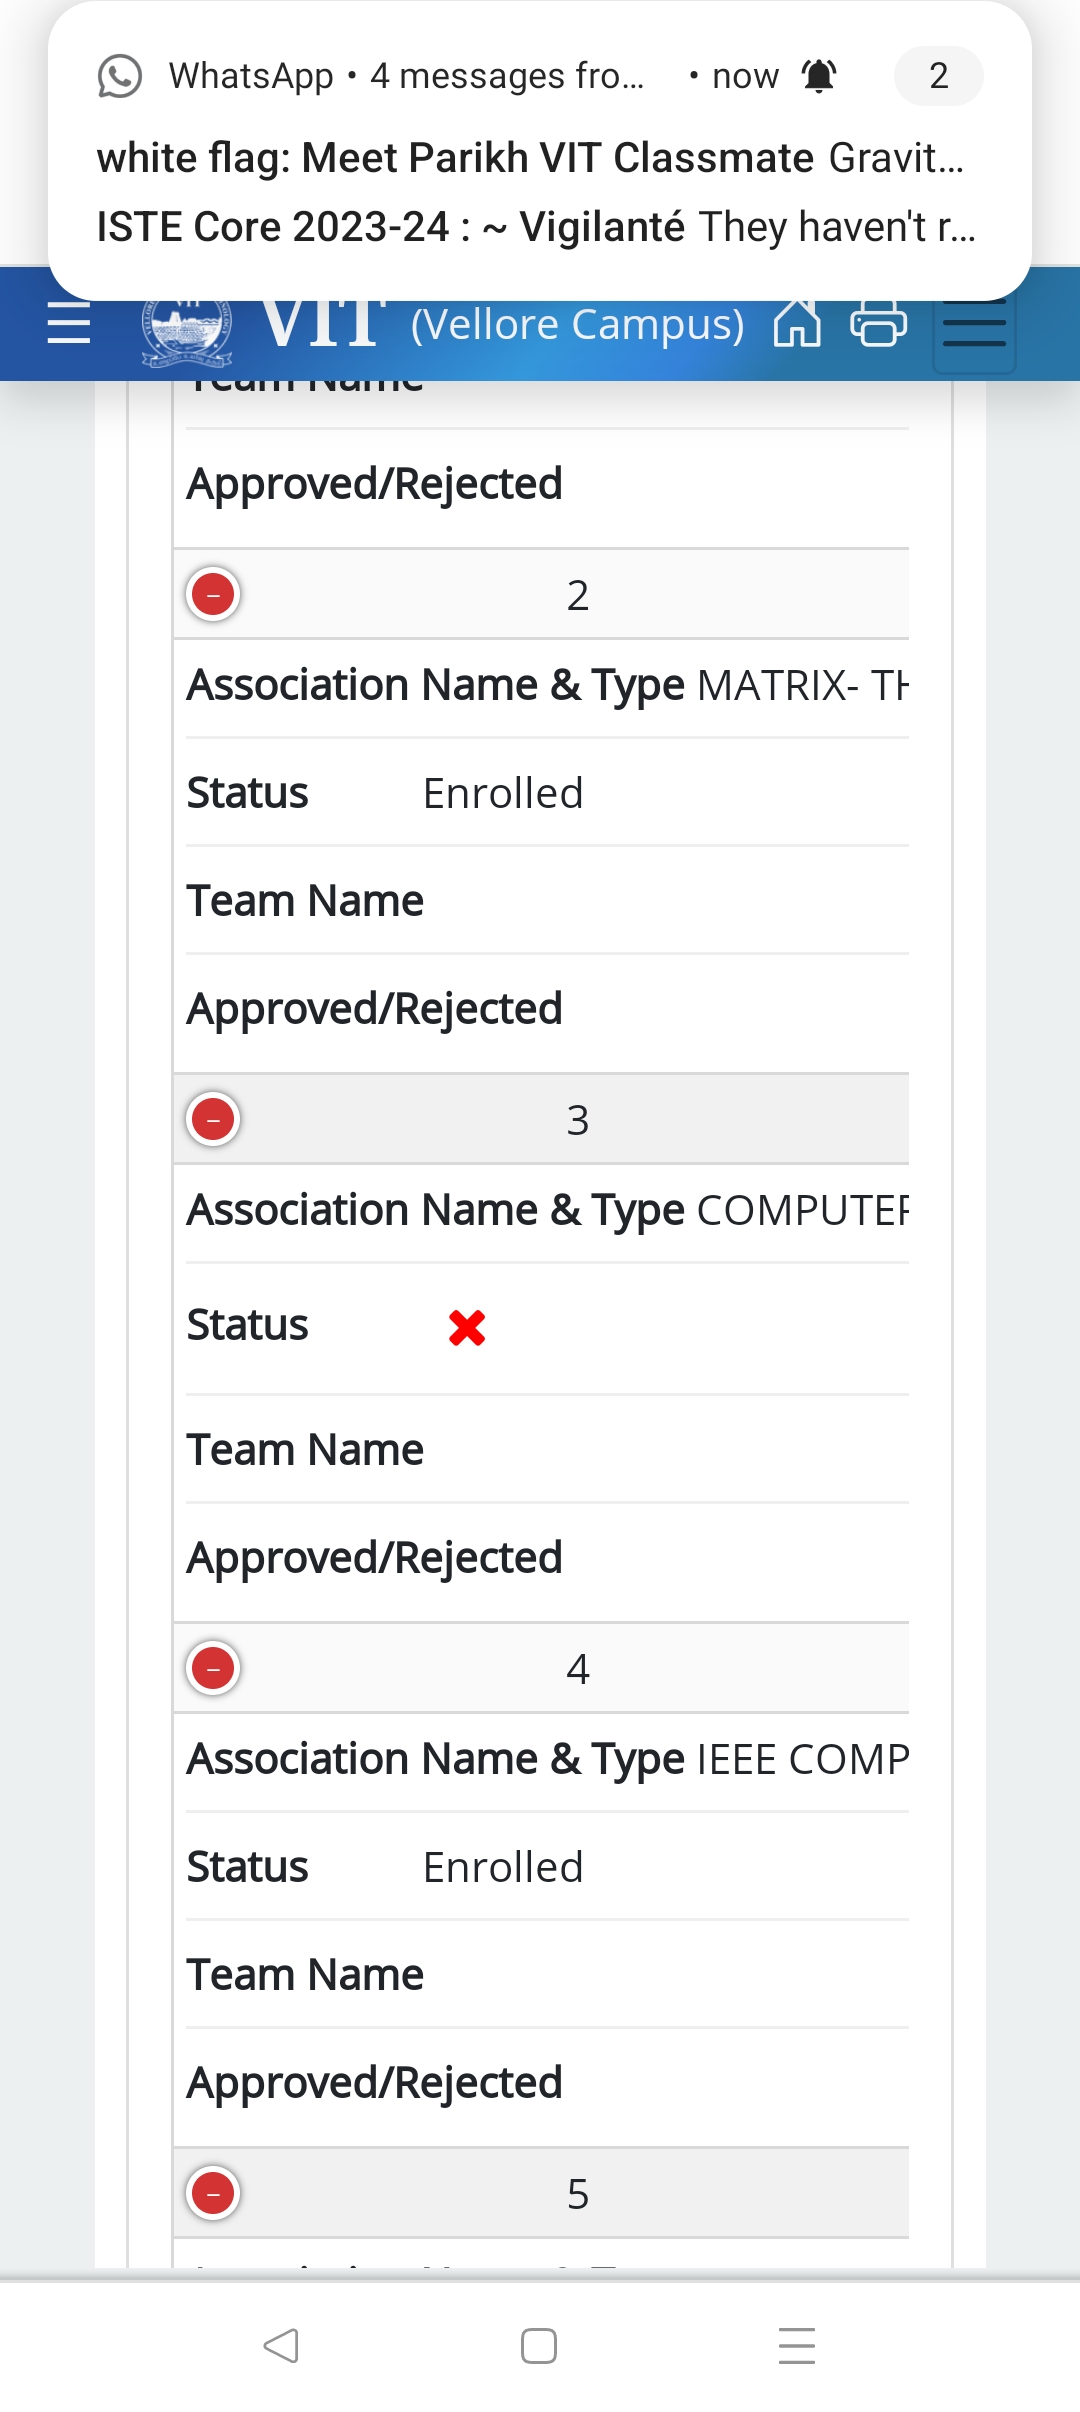 WhatsApp • 4 messages fro... • now 2
white flag: Meet Parikh VIT Classmate Gravit...
ISTE Core 2023-24 : ~ Vigilanté They haven't r...
VIT (Vellore Campus)
Team Name
Approved/Rejected
2
Association Name & Type MATRIX- TH
Status Enrolled
Team Name
Approved/Rejected
3
Association Name & Type COMPUTER
Status
Team Name
Approved/Rejected
4
Association Name & Type IEEE COMP
Status Enrolled
Team Name
Approved/Rejected
5